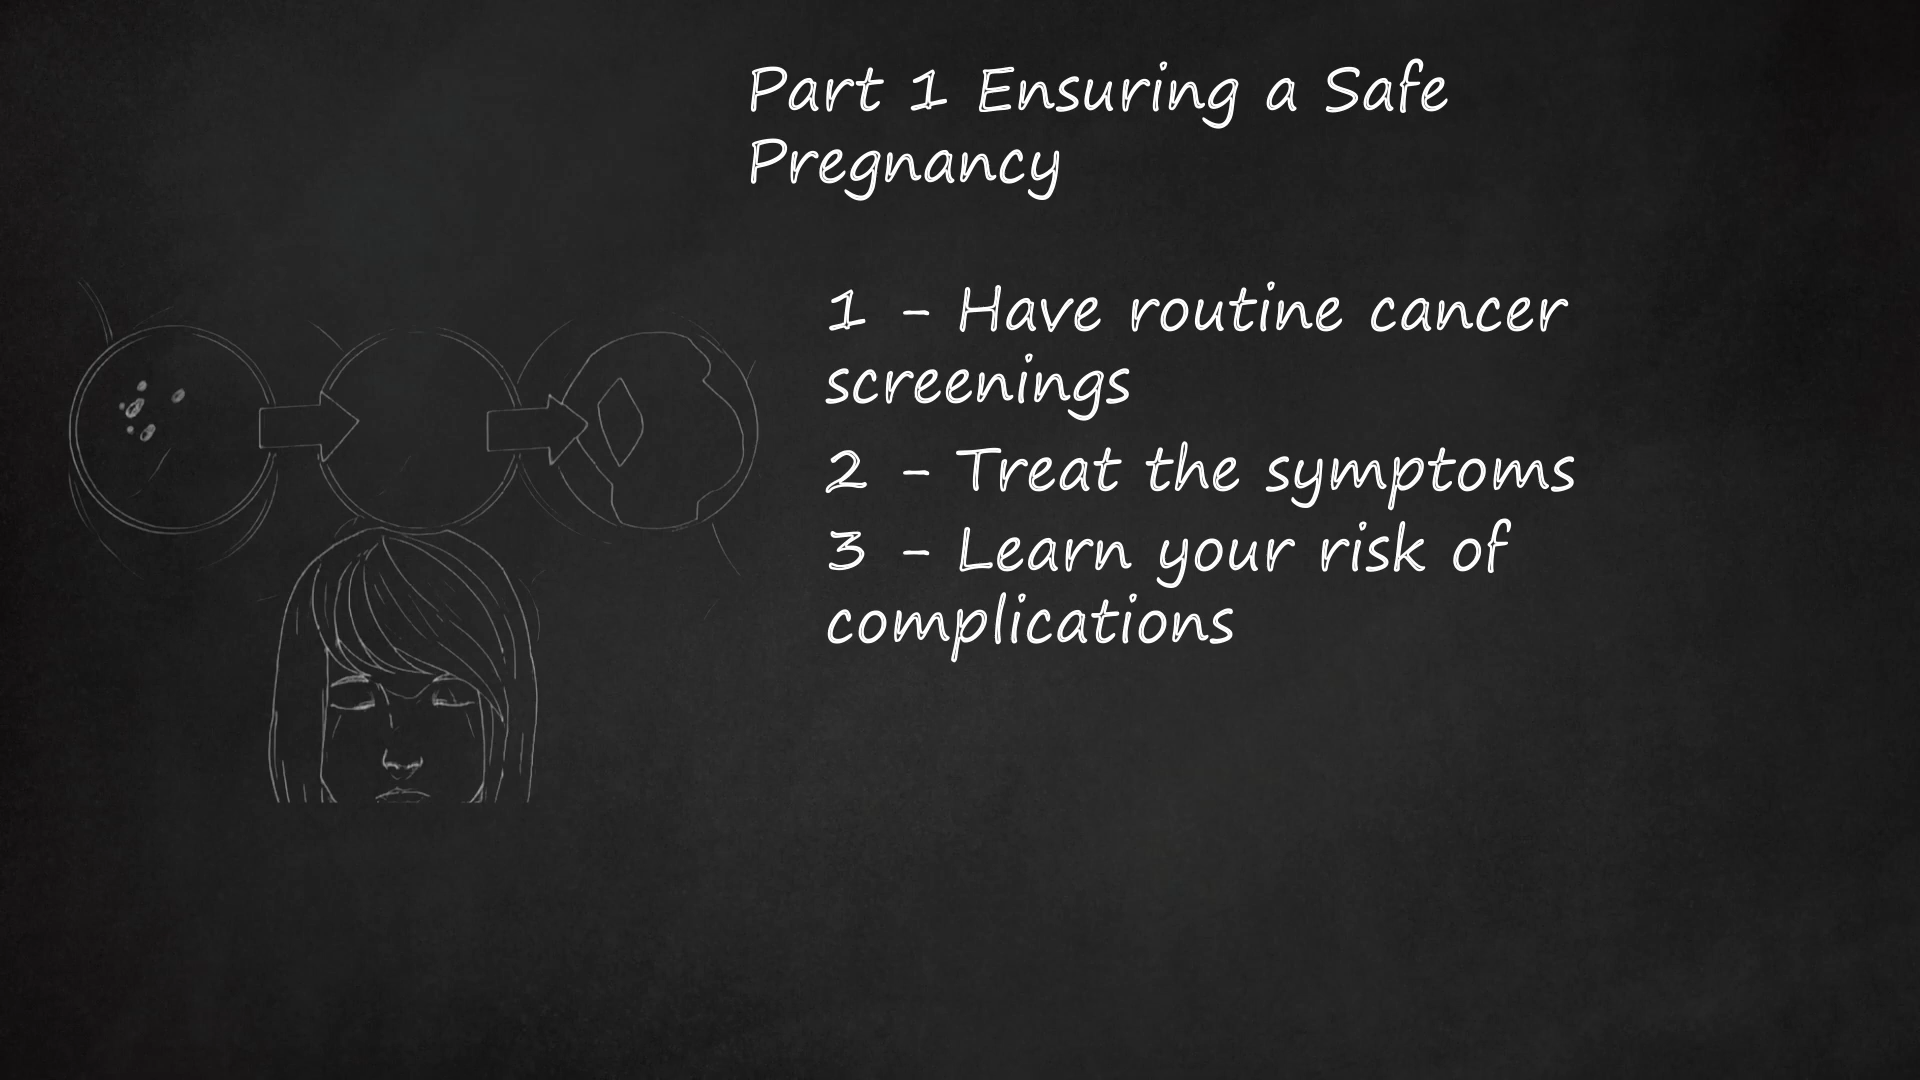 Part 1 Ensuring a Safe
Pregnancy
1 - Have routine cancer
screenings
2 - Treat the symptoms
3 - Learn your risk of
complications